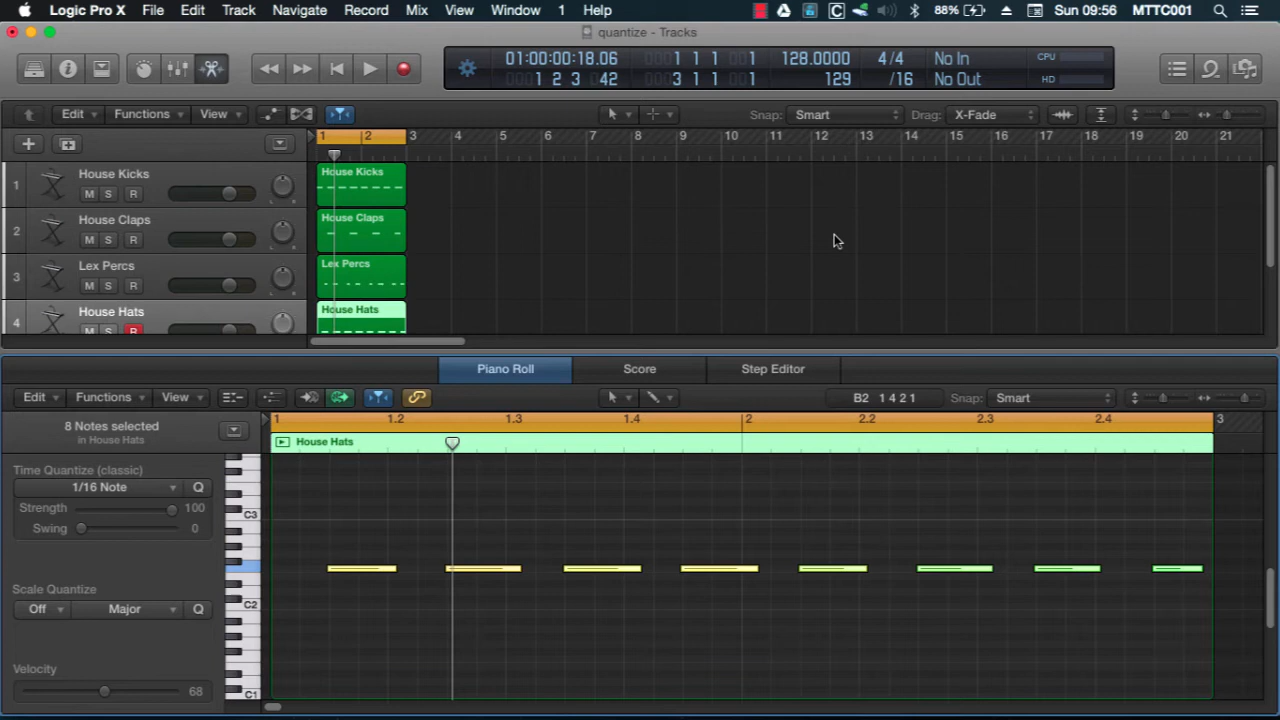 Logic Pro X File Edit Track Navigate Record Mix View Window 1 Help 88% Sun 09:56 MTTC001
quantize - Tracks
01:00:00:18.06 1 1 1 001 128.0000 4/4 No In CPU
1 2 3 42 3 1 1 001 129 /16 No Out HD
Edit Functions View Snap: Smart Drag: X-Fade
1 2 3 4 5 6 7 8 9 10 11 12 13 14 15 16 17 18 19 20 21
1 House Kicks M S R House Kicks
2 House Claps M S R House Claps
3 Lex Percs M S R Lex Percs
4 House Hats M S R House Hats
Piano Roll Score Step Editor
Edit Functions View B2 1 4 2 1 Snap: Smart
1 1.2 1.3 1.4 2 2.2 2.3 2.4 3
8 Notes selected
in House Hats
House Hats
Time Quantize (classic)
1/16 Note Q
Strength 100
Swing 0
Scale Quantize
Off Major Q
Velocity
68
C3
C2
C1